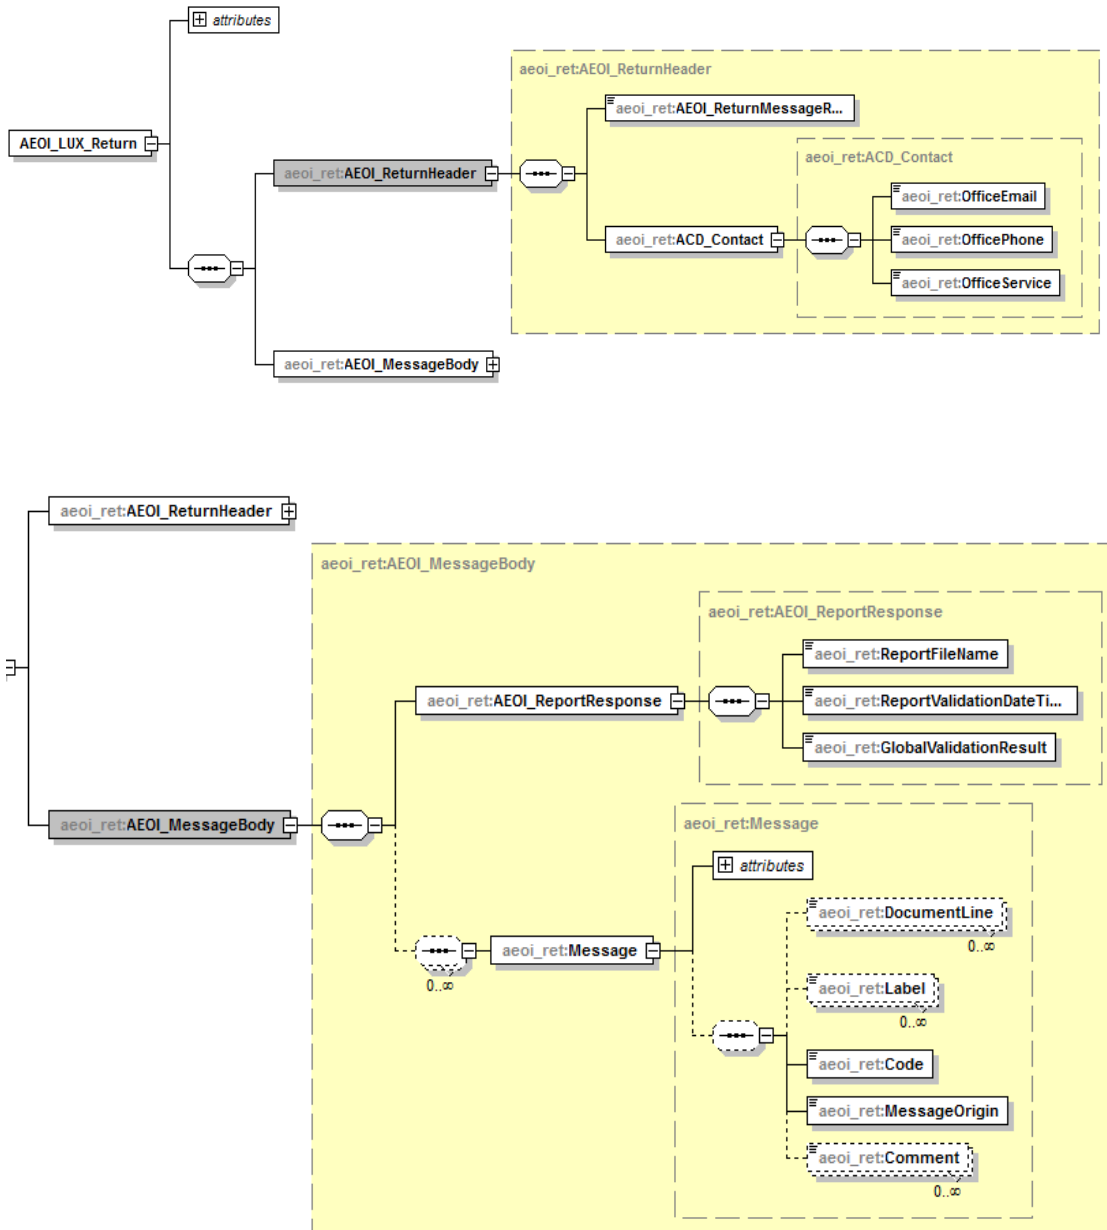 attributes
aeoi_ret:AEOI_ReturnHeader
aeoi_ret:AEOI_ReturnMessageR...
AEOI_LUX_Return
aeoi_ret:ACD_Contact
aeoi_ret:AEOI_ReturnHeader
aeoi_ret:OfficeEmail
aeoi_ret:ACD_Contact
aeoi_ret:OfficePhone
aeoi_ret:OfficeService
aeoi_ret:AEOI_MessageBody
aeoi_ret:AEOI_ReturnHeader
aeoi_ret:AEOI_MessageBody
aeoi_ret:AEOI_ReportResponse
aeoi_ret:ReportFileName
aeoi_ret:AEOI_ReportResponse
aeoi_ret:ReportValidationDateTi...
aeoi_ret:GlobalValidationResult
aeoi_ret:AEOI_MessageBody
aeoi_ret:Message
attributes
aeoi_ret:DocumentLine
0..∞
aeoi_ret:Message
0..∞
aeoi_ret:Label
0..∞
aeoi_ret:Code
aeoi_ret:MessageOrigin
aeoi_ret:Comment
0..∞